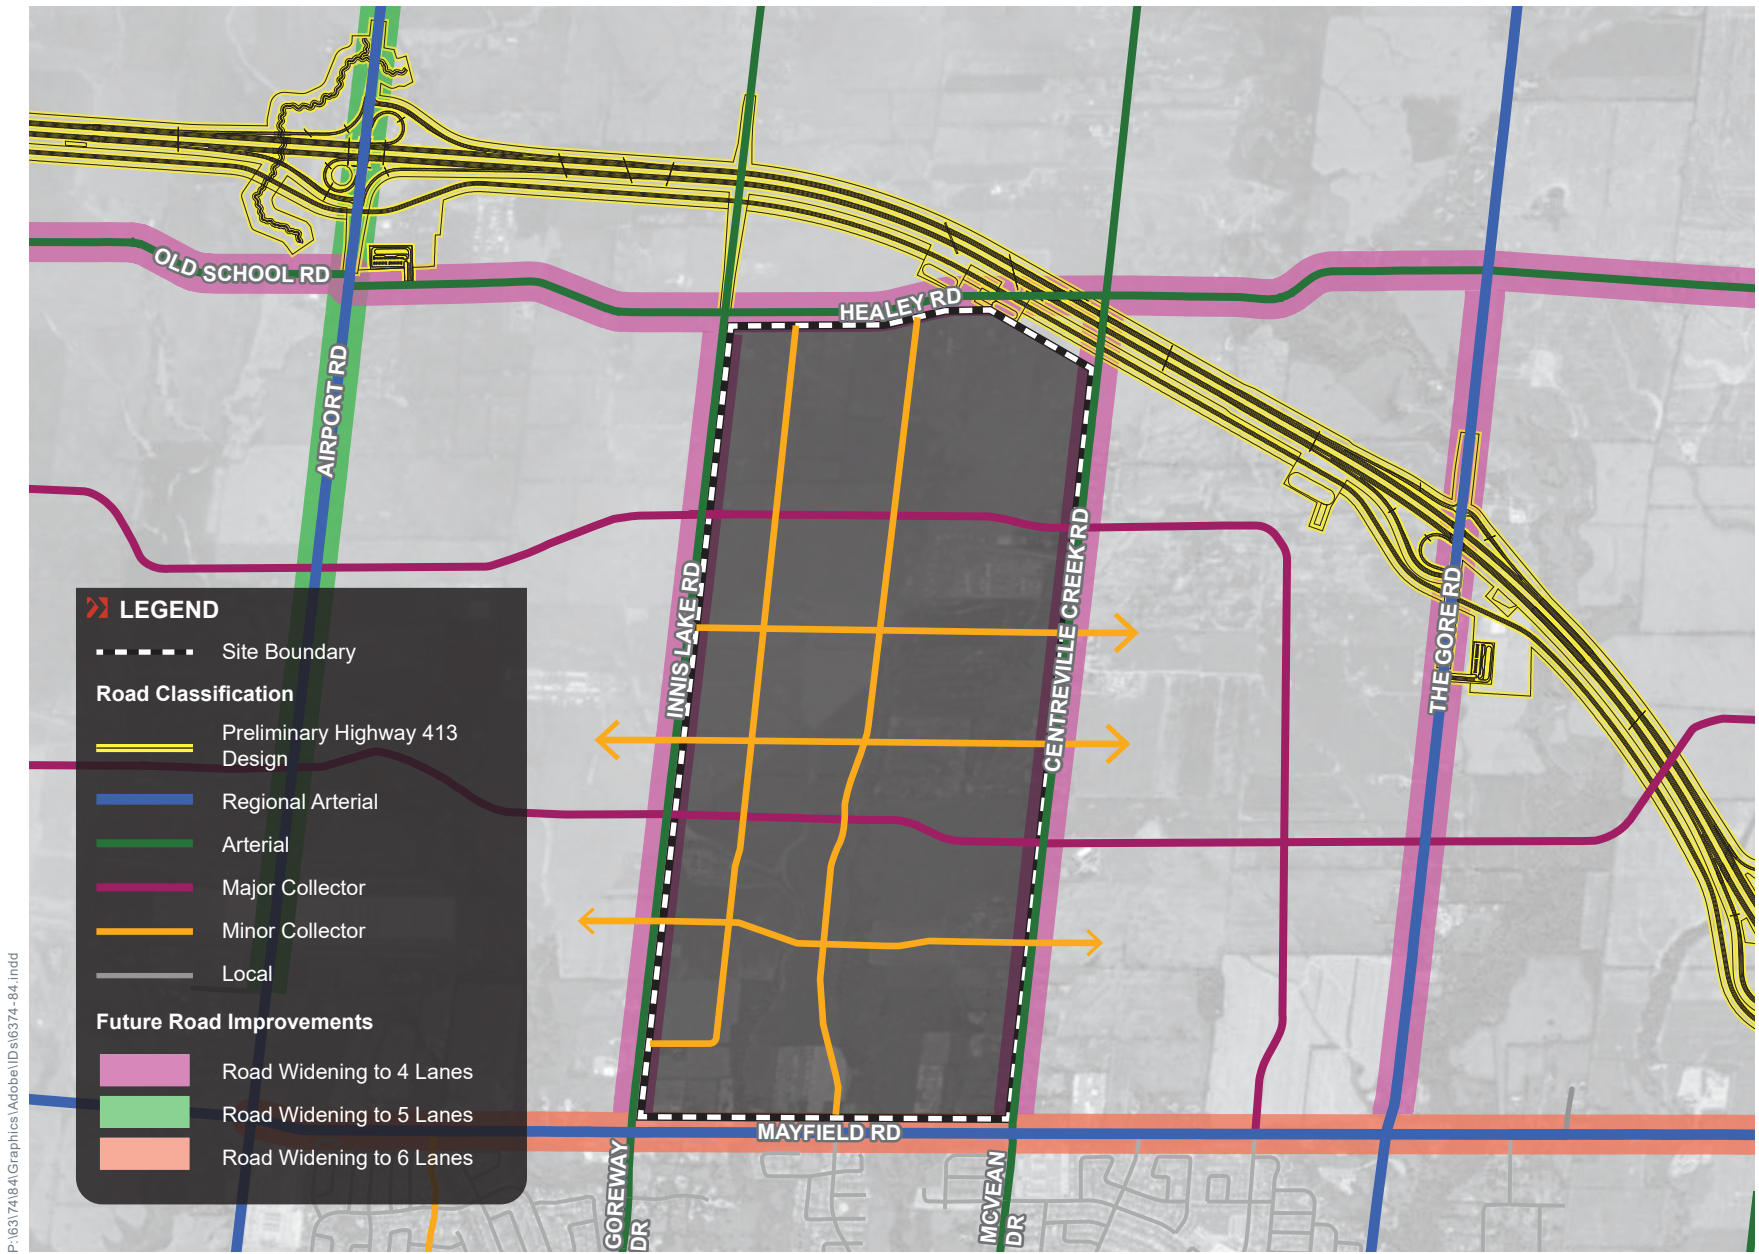 OLD SCHOOL RD
HEALEY RD
AIRPORT RD
INNIS LAKE RD
CENTREVILLE CREEK RD
THE GORE RD
LEGEND
Site Boundary
Road Classification
Preliminary Highway 413
Design
Regional Arterial
Arterial
Major Collector
Minor Collector
Local
Future Road Improvements
Road Widening to 4 Lanes
Road Widening to 5 Lanes
Road Widening to 6 Lanes
MAYFIELD RD
GOREWAY
DR
MCVEAN
DR
P:\63\74\84\Graphics\Adobe\IDs\6374-84.indd